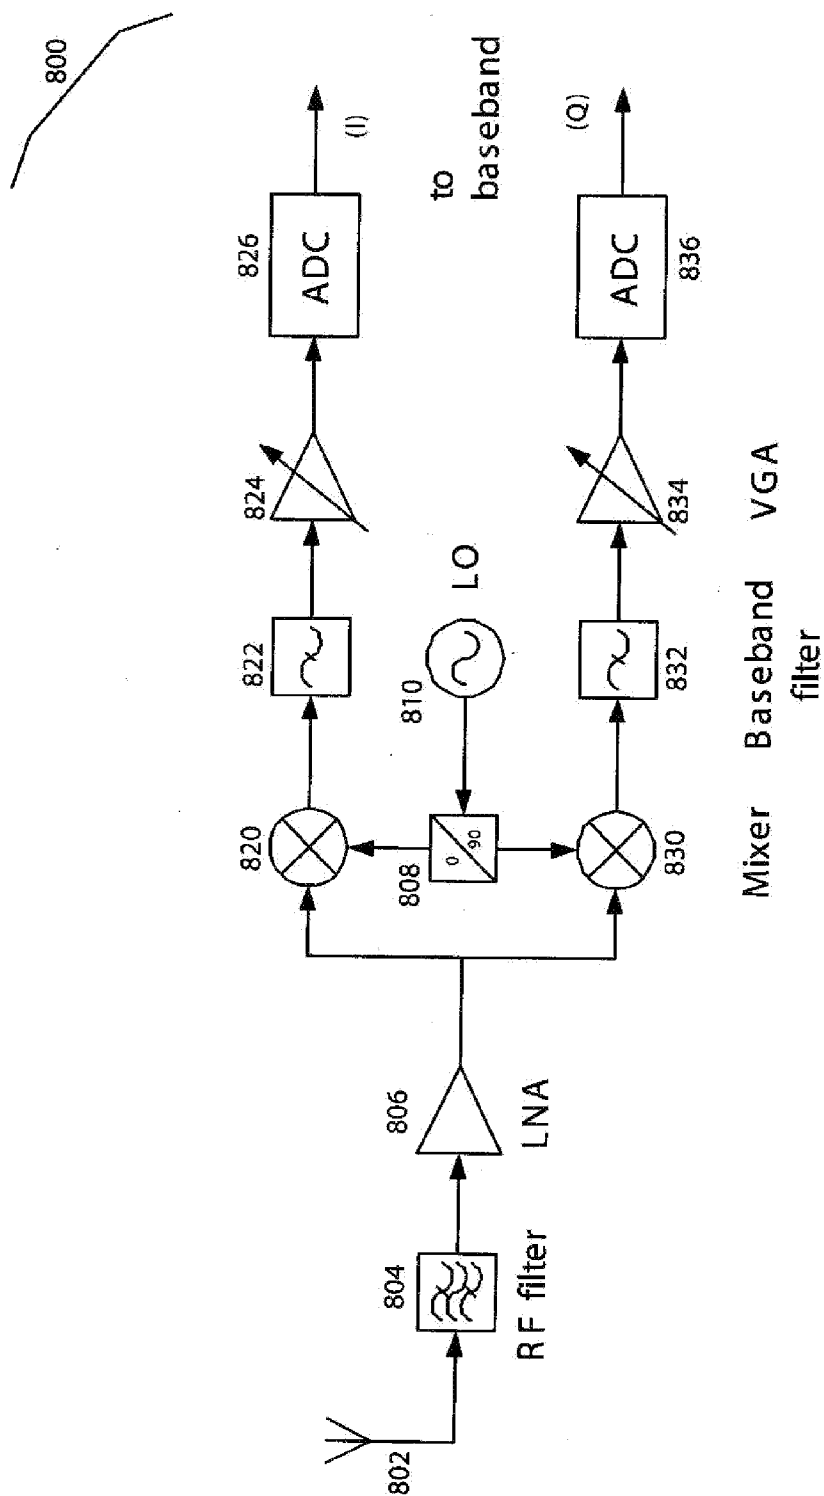 800
802
804
RF filter
806
LNA
808
0
90
810
LO
820
830
Mixer
822
832
Baseband
filter
824
834
VGA
826
ADC
836
ADC
(I)
(Q)
to
baseband